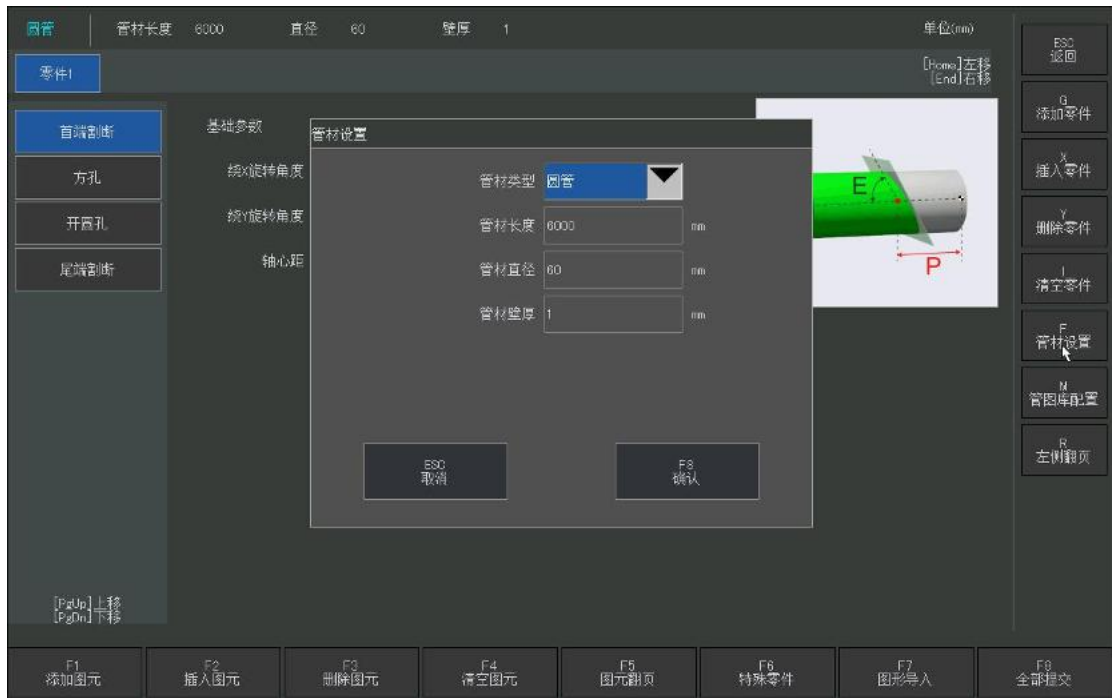 圆管 管材长度 6000 直径 60 壁厚 1 单位(mm)
零件1
[Home]左移
[End]右移
首端割断
方孔
开圆孔
尾端割断
[PgUp]上移
[PgDn]下移
基础参数
绕X旋转角度
绕Y旋转角度
轴心距
管材设置
管材类型 圆管
管材长度 6000 mm
管材直径 60 mm
管材壁厚 1 mm
ESC
取消
F8
确认
E
P
ESC
返回
G
添加零件
X
插入零件
Y
删除零件
I
清空零件
F
管材设置
M
管图库配置
R
左侧翻页
F1
添加图元
F2
插入图元
F3
删除图元
F4
清空图元
F5
图元翻页
F6
特殊零件
F7
图形导入
F8
全部提交